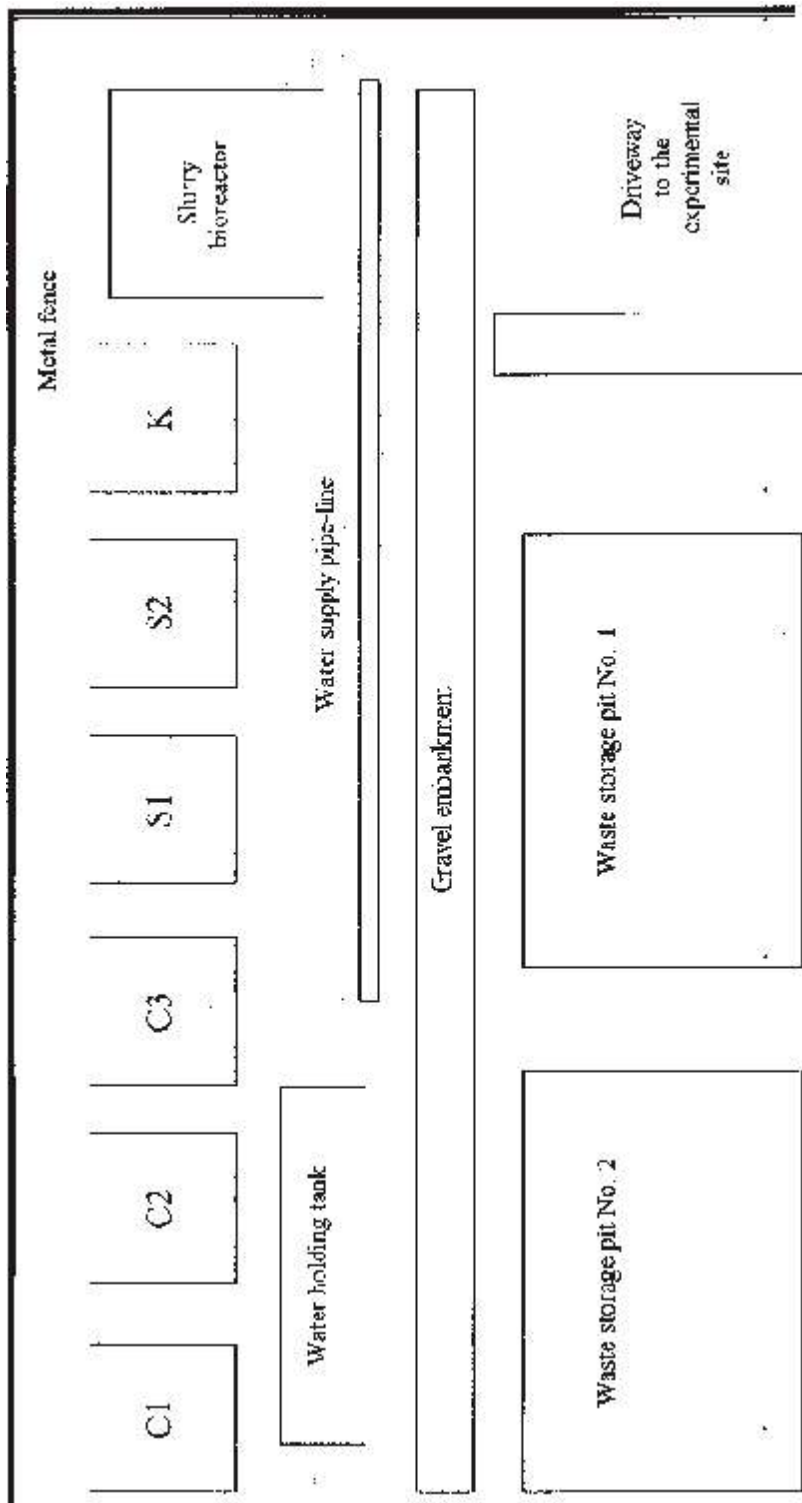 Metal fence
C1
C2
C3
S1
S2
K
Slurry
bioreactor
Water holding tank
Water supply pipe-line
Gravel embarkment
Waste storage pit No. 2
Waste storage pit No. 1
Driveway
to the
experimental
site